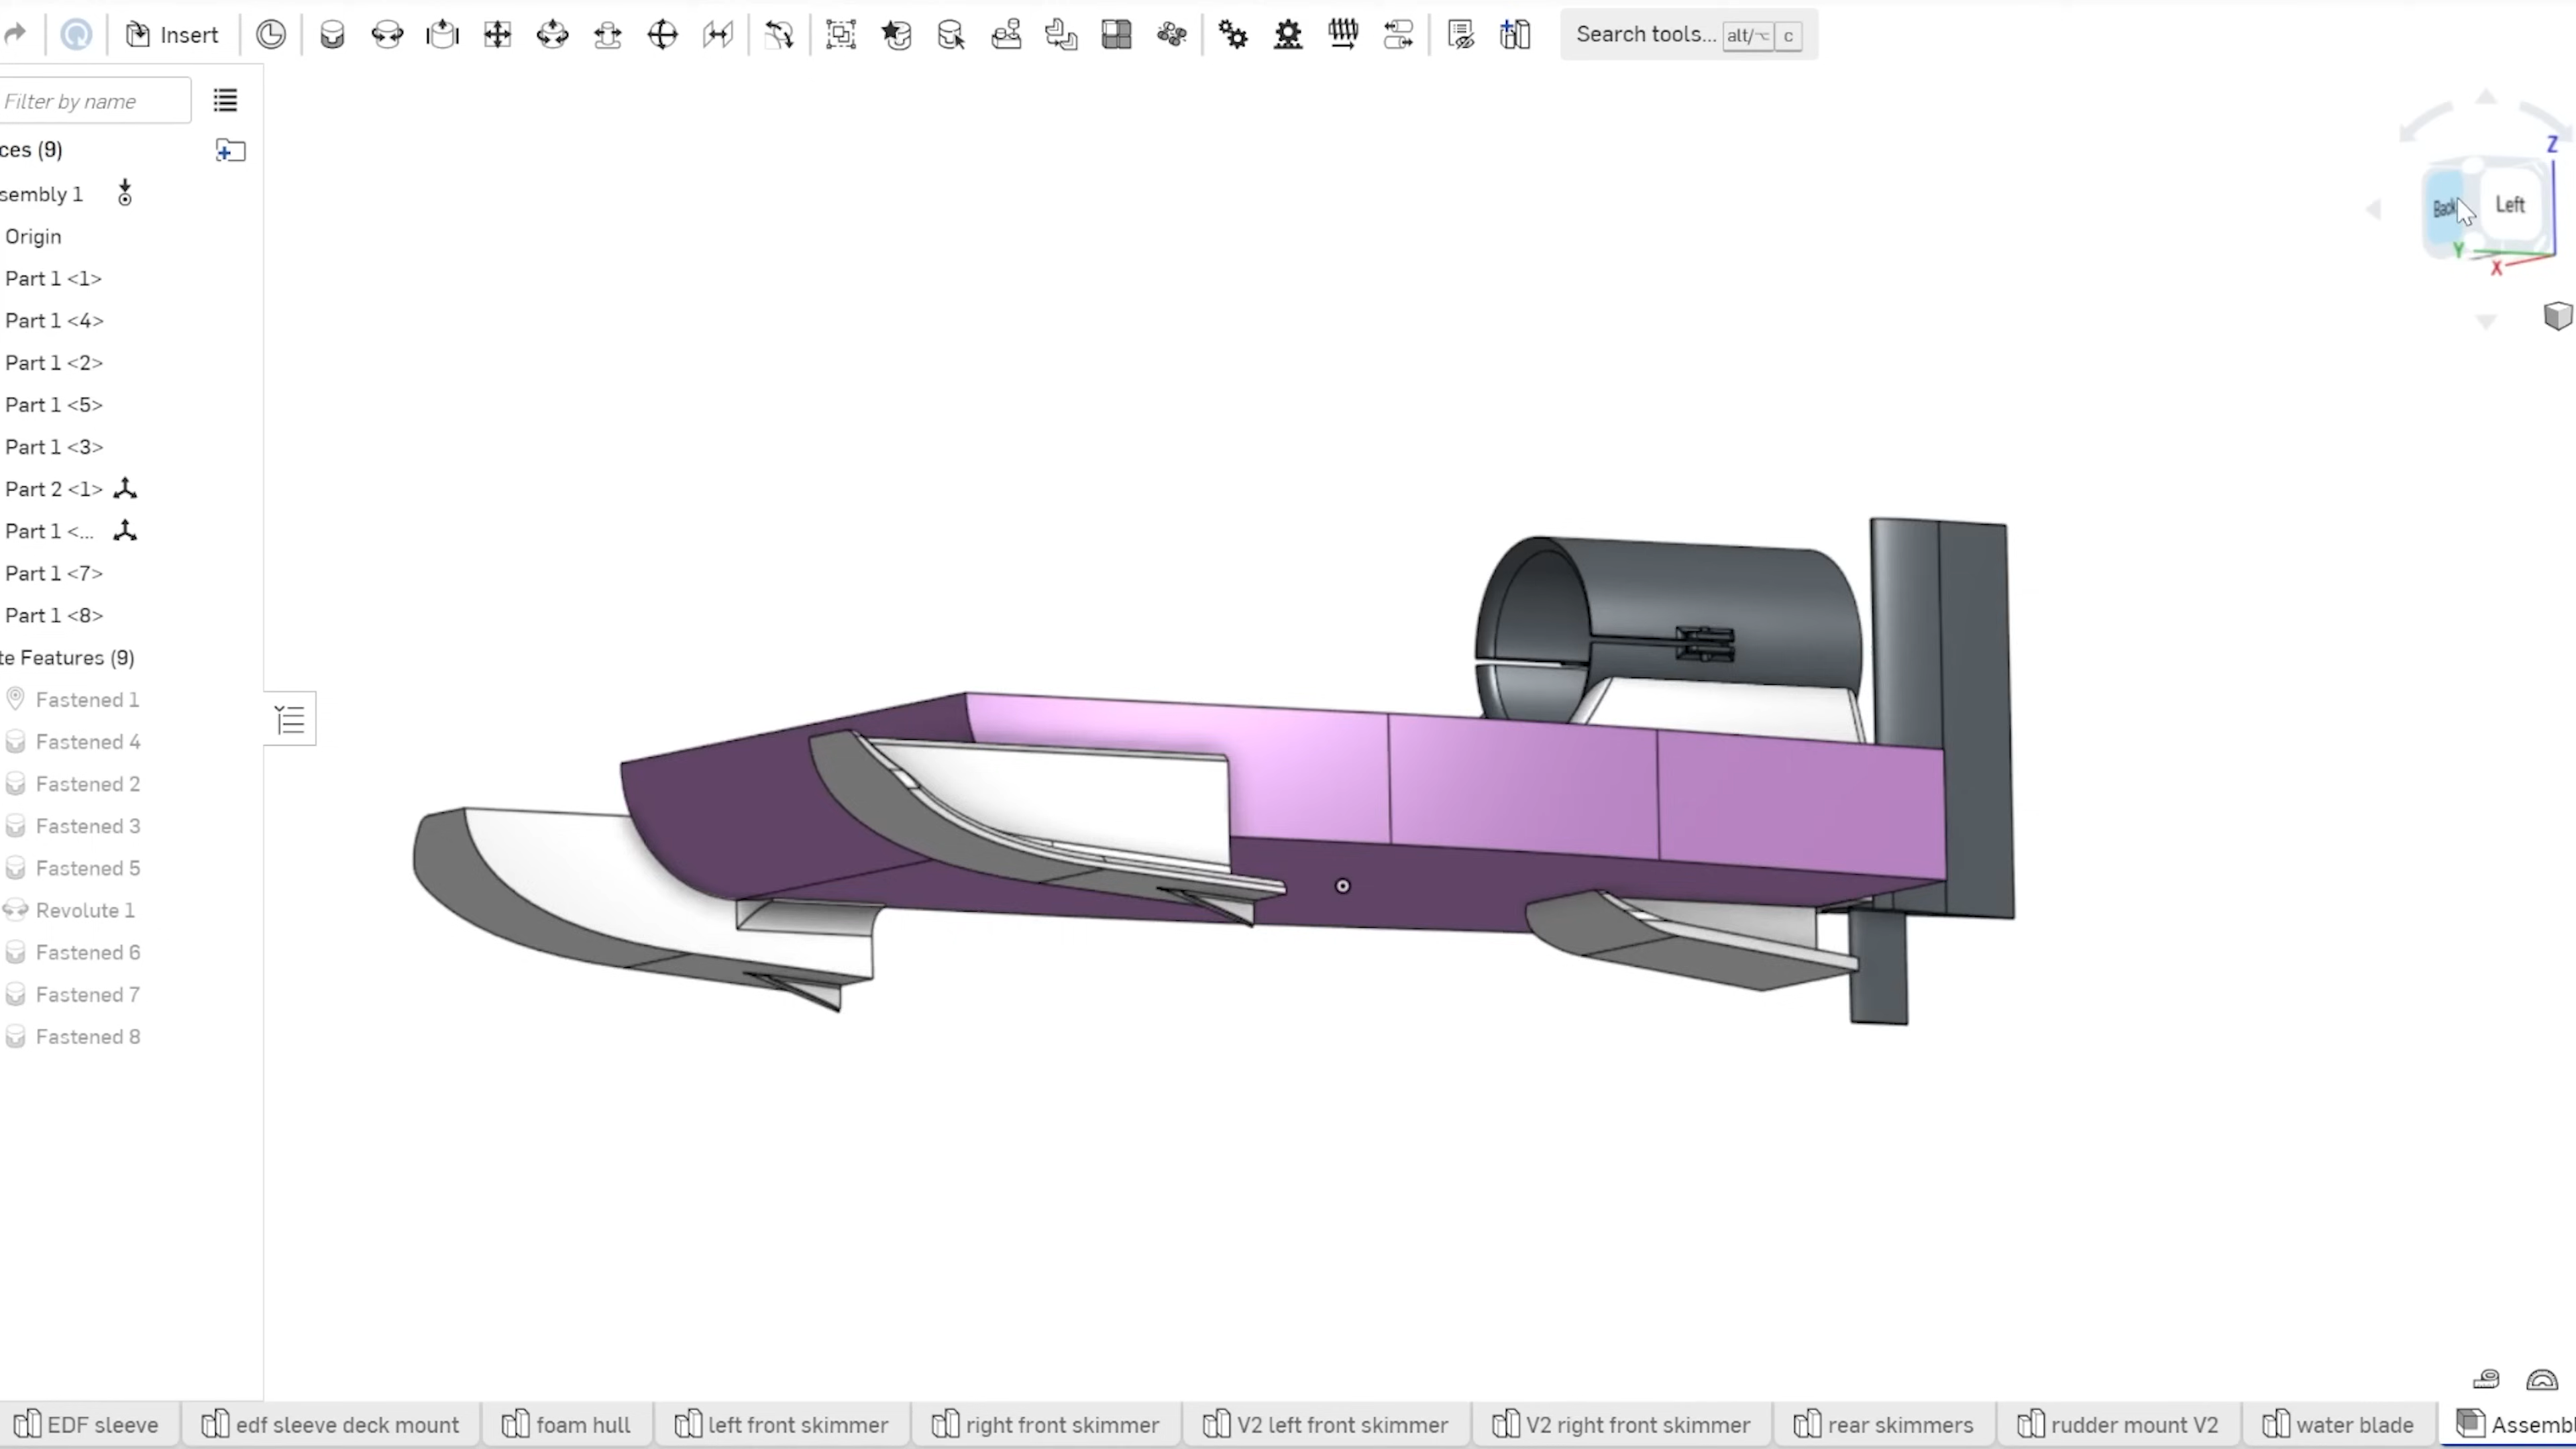 Insert
Search tools... alt/⌥ c
Filter by name
ces (9)
sembly 1
Origin
Part 1 <1>
Part 1 <4>
Part 1 <2>
Part 1 <5>
Part 1 <3>
Part 2 <1>
Part 1 <...
Part 1 <7>
Part 1 <8>
te Features (9)
Fastened 1
Fastened 4
Fastened 2
Fastened 3
Fastened 5
Revolute 1
Fastened 6
Fastened 7
Fastened 8
Z
Back
Left
Y
X
EDF sleeve
edf sleeve deck mount
foam hull
left front skimmer
right front skimmer
V2 left front skimmer
V2 right front skimmer
rear skimmers
rudder mount V2
water blade
Assembl